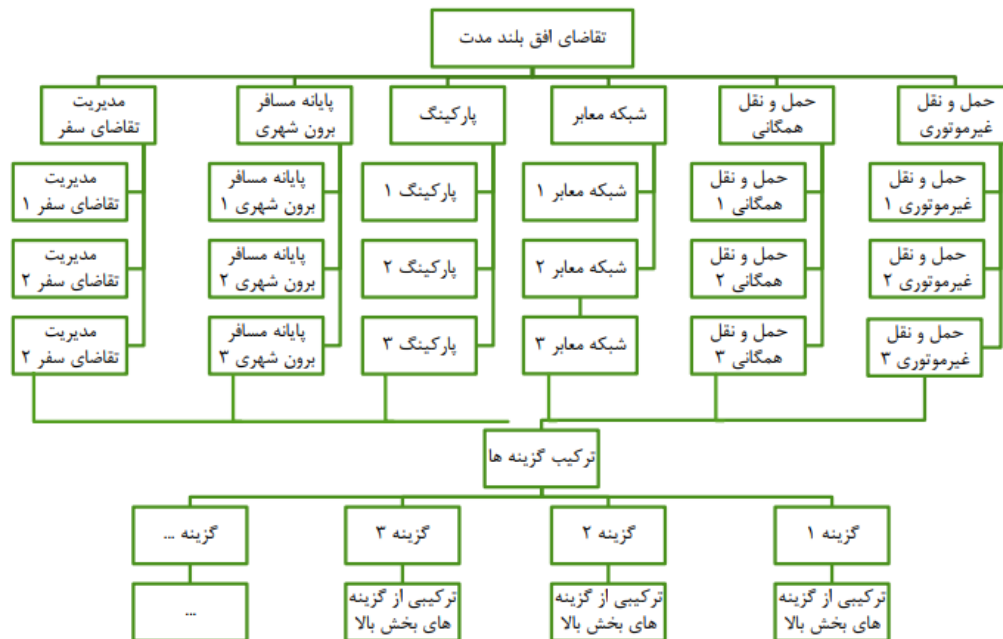 تقاضای افق بلند مدت
حمل و نقل
غیرموتوری
حمل و نقل
همگانی
شبکه معابر
پارکینگ
پایانه مسافر
برون شهری
مدیریت
تقاضای سفر
حمل و نقل
غیرموتوری ۱
حمل و نقل
همگانی ۱
شبکه معابر ۱
پارکینگ ۱
پایانه مسافر
برون شهری ۱
مدیریت
تقاضای سفر ۱
حمل و نقل
غیرموتوری ۲
حمل و نقل
همگانی ۲
شبکه معابر ۲
پارکینگ ۲
پایانه مسافر
برون شهری ۲
مدیریت
تقاضای سفر ۲
حمل و نقل
غیرموتوری ۳
حمل و نقل
همگانی ۳
شبکه معابر ۳
پارکینگ ۳
پایانه مسافر
برون شهری ۳
مدیریت
تقاضای سفر ۲
ترکیب گزینه ها
گزینه ۱
گزینه ۲
گزینه ۳
گزینه ...
ترکیبی از گزینه
های بخش بالا
ترکیبی از گزینه
های بخش بالا
ترکیبی از گزینه
های بخش بالا
...